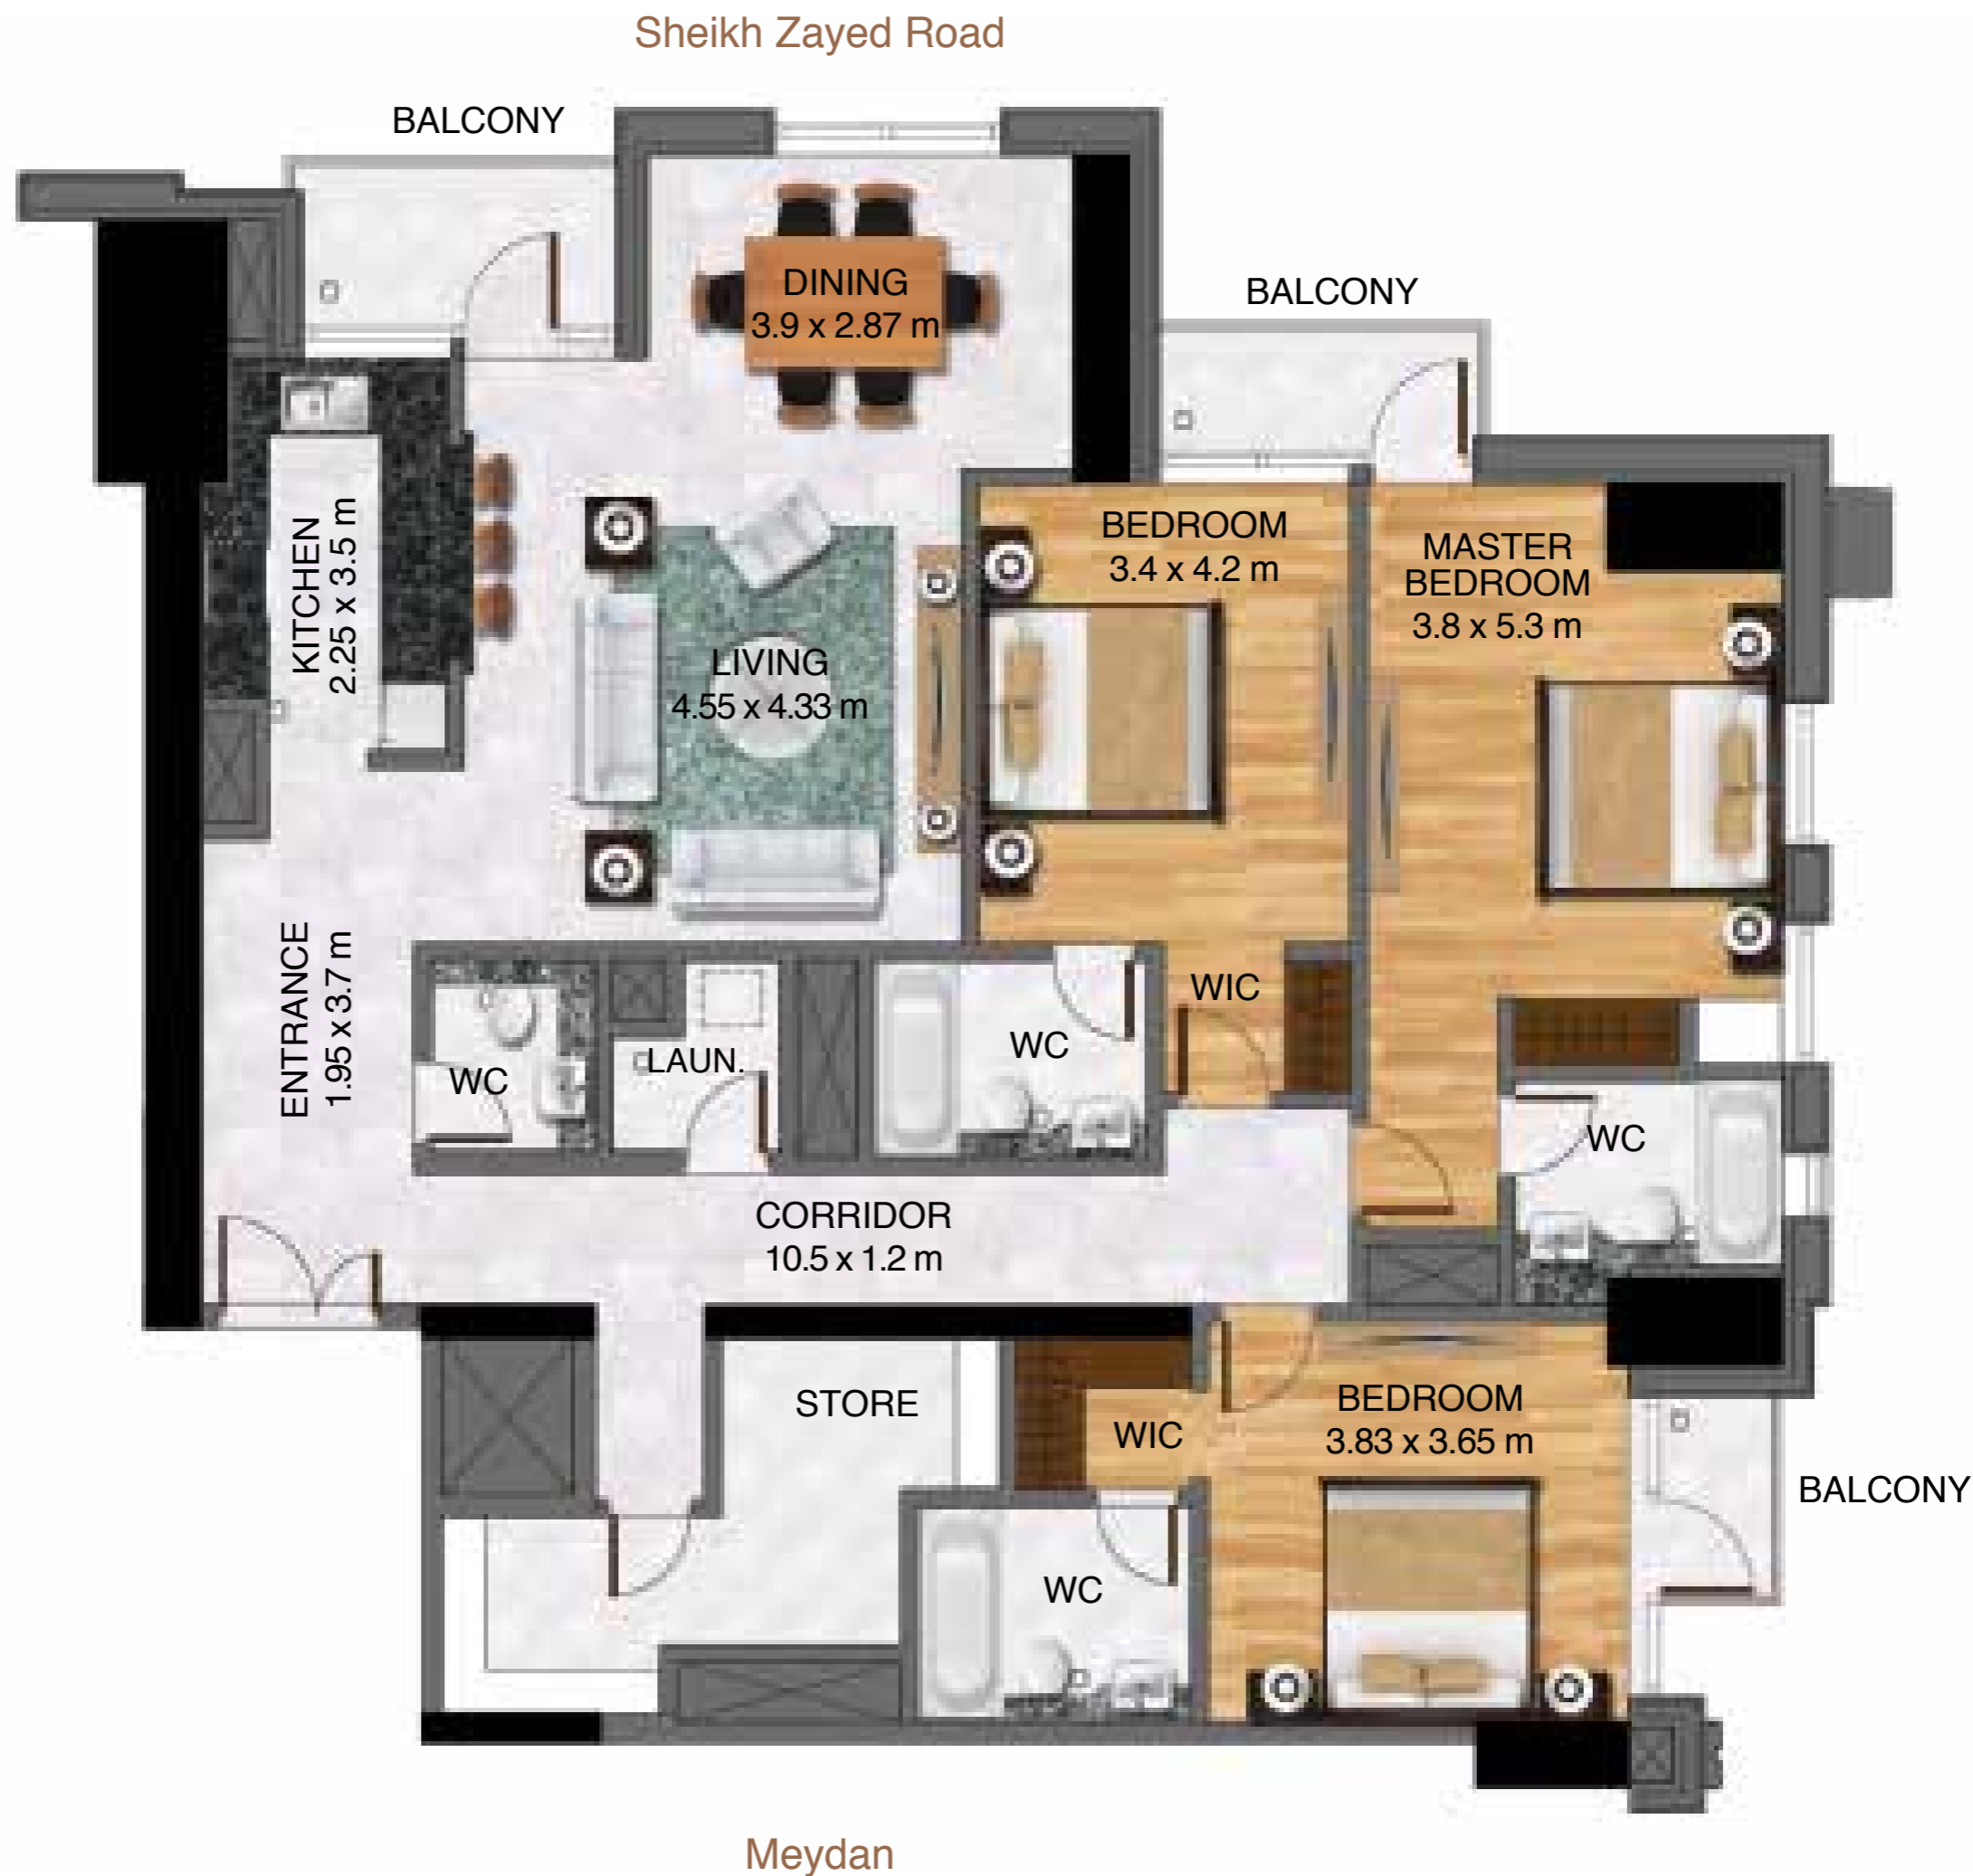 Sheikh Zayed Road
BALCONY
DINING
3.9 x 2.87 m
BALCONY
KITCHEN
2.25 x 3.5 m
LIVING
4.55 x 4.33 m
BEDROOM
3.4 x 4.2 m
MASTER
BEDROOM
3.8 x 5.3 m
ENTRANCE
1.95 x 3.7 m
WC
LAUN.
WC
WIC
WC
CORRIDOR
10.5 x 1.2 m
STORE
WIC
BEDROOM
3.83 x 3.65 m
BALCONY
WC
Meydan